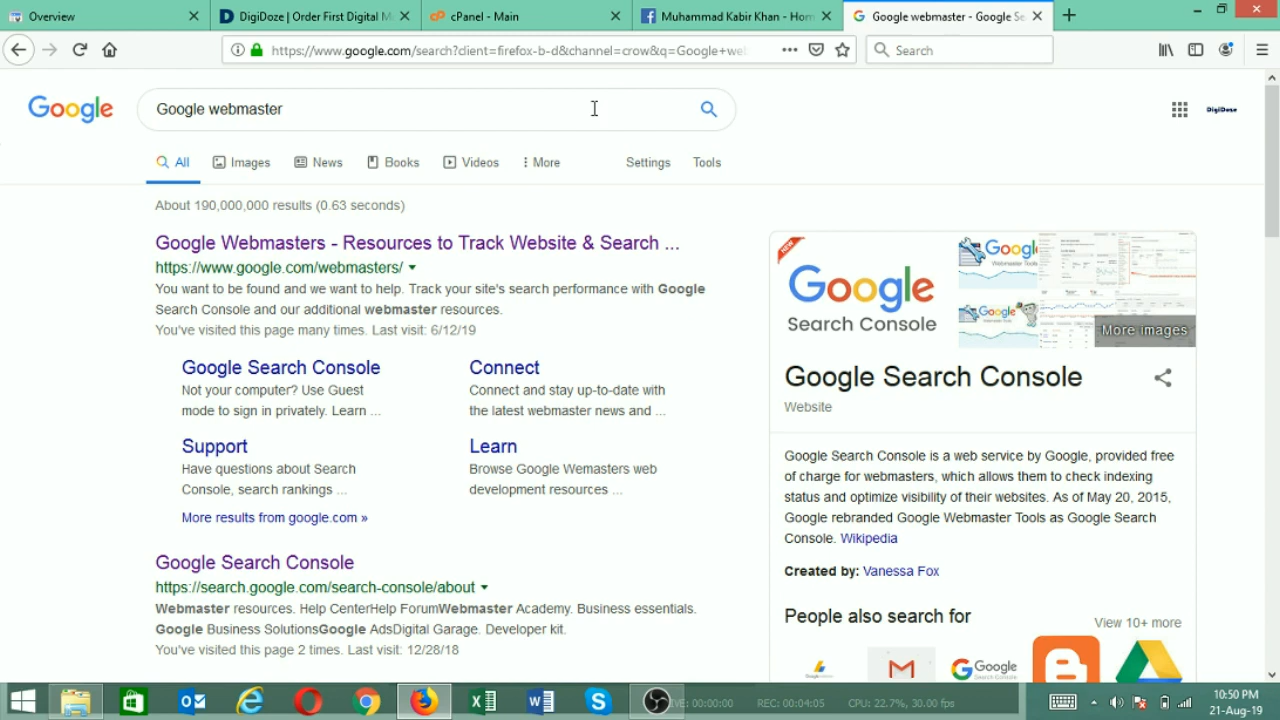 Overview
DigiDoze | Order First Digital M
cPanel - Main
Muhammad Kabir Khan - Hom
Google webmaster - Google Se
https://www.google.com/search?client=firefox-b-d&channel=crow&q=Google+web
Search
Google
Google webmaster
DigiDoze
All
Images
News
Books
Videos
More
Settings
Tools
About 190,000,000 results (0.63 seconds)
Google Webmasters - Resources to Track Website & Search ...
https://www.google.com/webmasters/
You want to be found and we want to help. Track your site's search performance with Google
Search Console and our additional webmaster resources.
You've visited this page many times. Last visit: 6/12/19
Google Search Console
Not your computer? Use Guest
mode to sign in privately. Learn ...
Connect
Connect and stay up-to-date with
the latest webmaster news and ...
Support
Have questions about Search
Console, search rankings ...
Learn
Browse Google Wemasters web
development resources ...
More results from google.com »
Google Search Console
https://search.google.com/search-console/about
Webmaster resources. Help CenterHelp ForumWebmaster Academy. Business essentials.
Google Business SolutionsGoogle AdsDigital Garage. Developer kit.
You've visited this page 2 times. Last visit: 12/28/18
NEW
Google
Search Console
Google
Webmaster Tools
Google
More images
Google Search Console
Website
Google Search Console is a web service by Google, provided free
of charge for webmasters, which allows them to check indexing
status and optimize visibility of their websites. As of May 20, 2015,
Google rebranded Google Webmaster Tools as Google Search
Console. Wikipedia
Created by: Vanessa Fox
People also search for
View 10+ more
Google
LIVE: 00:00:00
REC: 00:04:05
CPU: 22.7%, 30.00 fps
10:50 PM
21-Aug-19